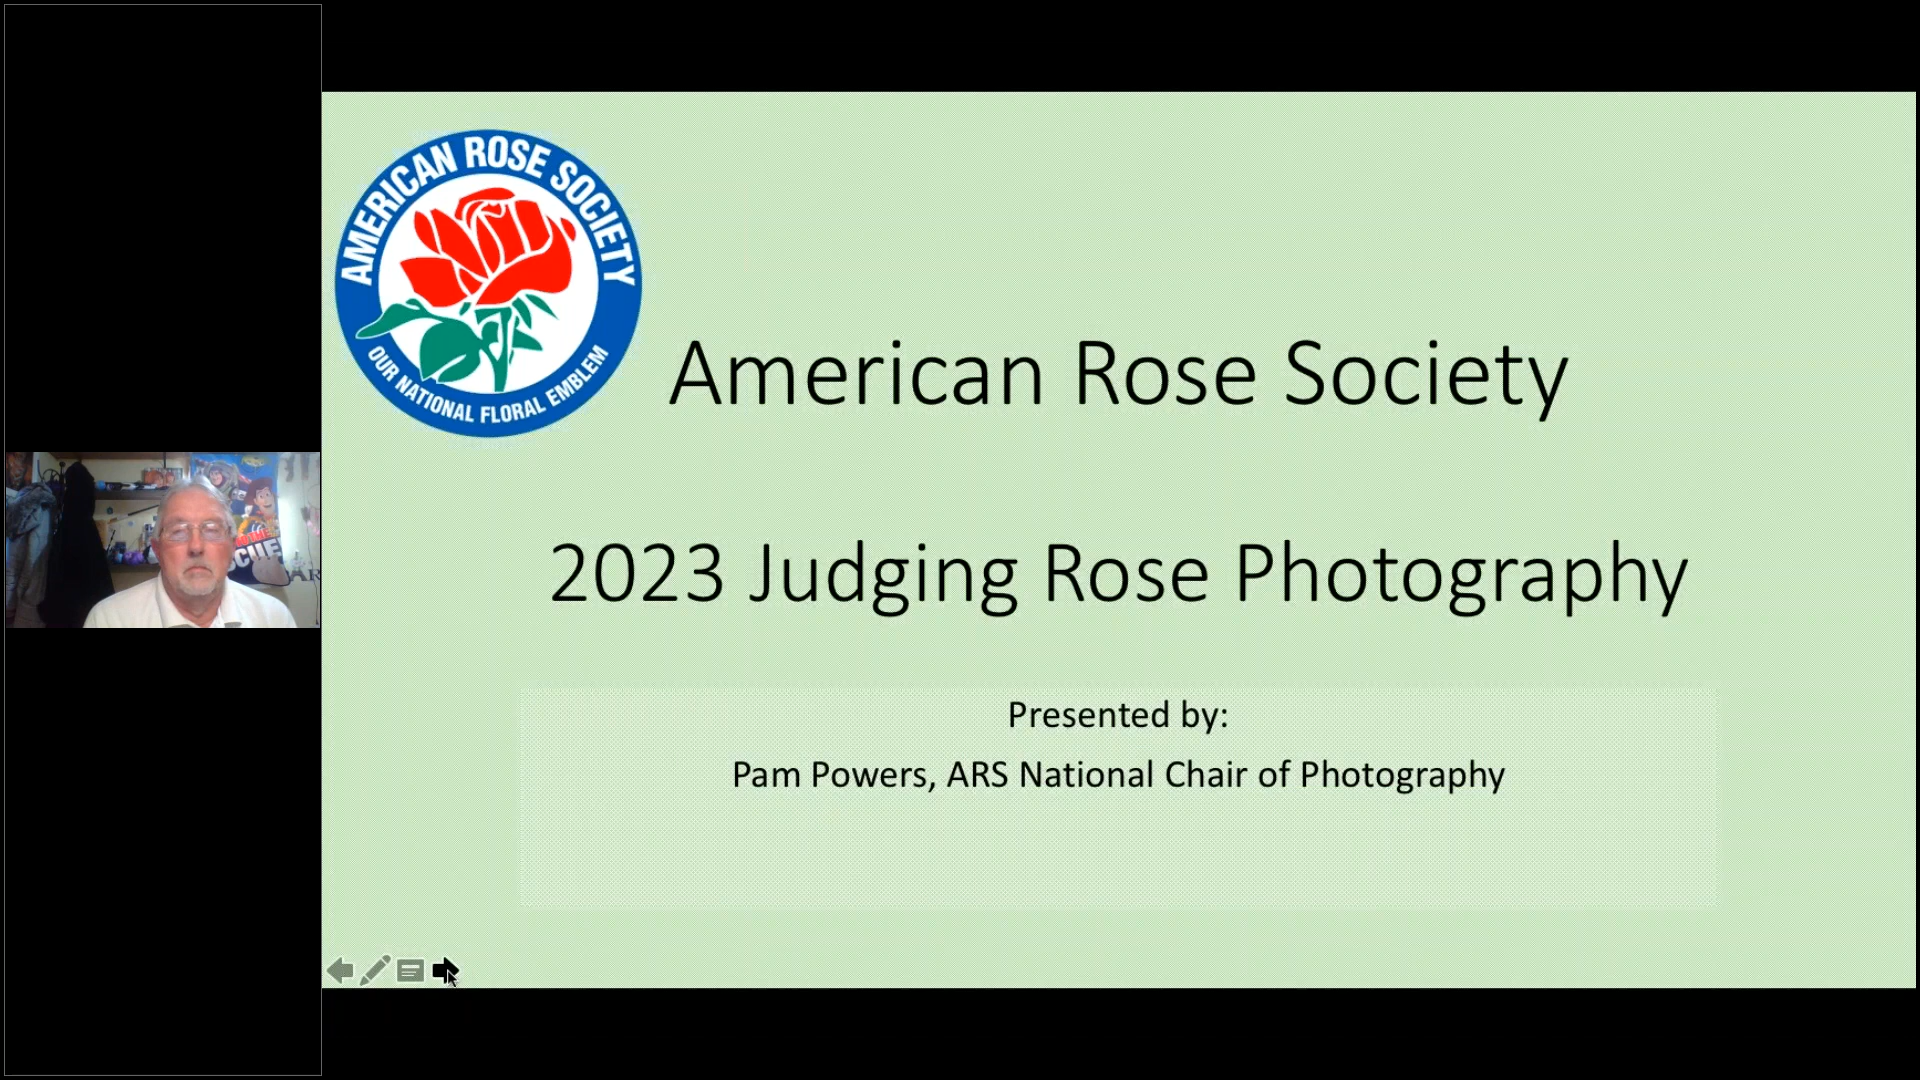 AMERICAN ROSE SOCIETY
OUR NATIONAL FLORAL EMBLEM
American Rose Society
2023 Judging Rose Photography
Presented by:
Pam Powers, ARS National Chair of Photography